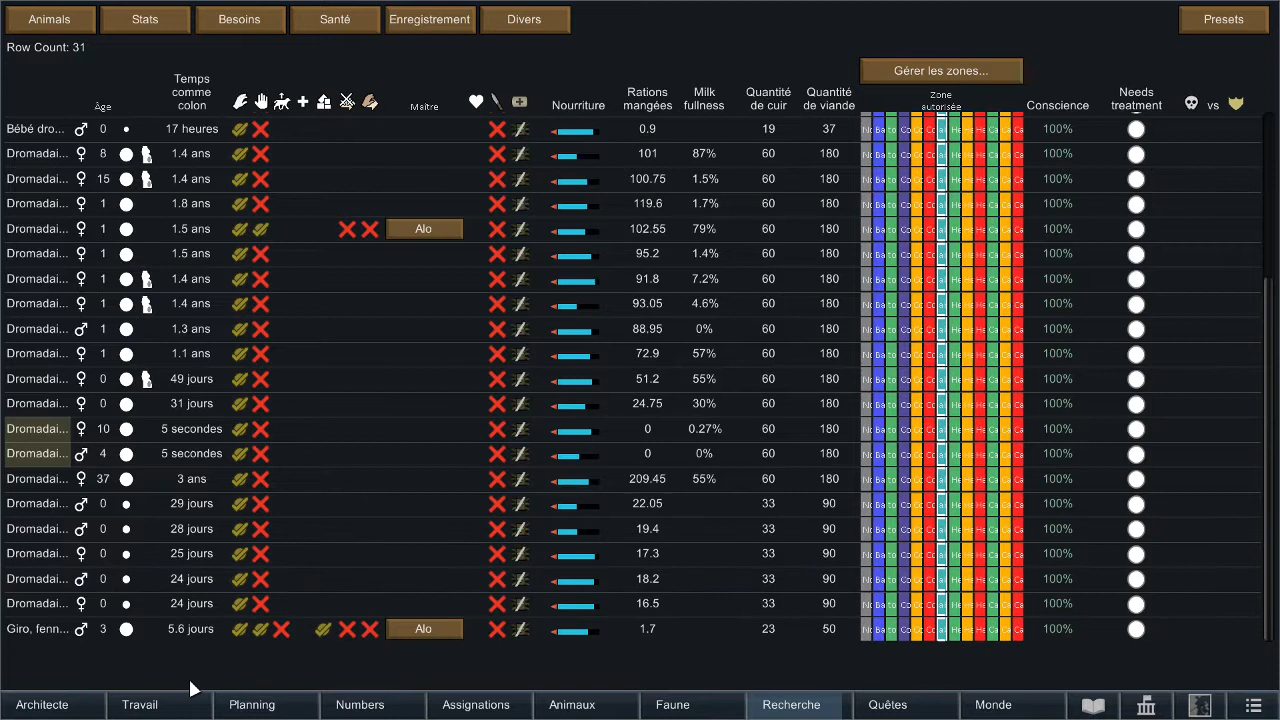 Animals Stats Besoins Santé Enregistrement Divers Presets
Row Count: 31
Gérer les zones...
Âge Temps comme colon Maître Nourriture Rations mangées Milk fullness Quantité de cuir Quantité de viande Zone autorisée Conscience Needs treatment vs
Bébé dro... 17 heures 0.9 19 37 100%
Dromadai... 8 1.4 ans 101 87% 60 180 100%
Dromadai... 15 1.4 ans 100.75 1.5% 60 180 100%
Dromadai... 1 1.8 ans 119.6 1.7% 60 180 100%
Dromadai... 1 1.3 ans Alo 102.55 79% 60 180 100%
Dromadai... 1 1.5 ans 95.2 1.4% 60 180 100%
Dromadai... 1 1.4 ans 91.8 7.2% 60 180 100%
Dromadai... 1 1.4 ans 93.05 4.6% 60 180 100%
Dromadai... 1 1.3 ans 88.95 0% 60 180 100%
Dromadai... 1 1.1 ans 72.9 57% 60 180 100%
Dromadai... 0 49 jours 51.2 55% 60 180 100%
Dromadai... 0 31 jours 24.75 30% 60 180 100%
Dromadai... 10 5 secondes 0 0.27% 60 180 100%
Dromadai... 4 5 secondes 0 0% 60 180 100%
Dromadai... 37 3 ans 209.45 55% 60 180 100%
Dromadai... 0 29 jours 22.05 33 90 100%
Dromadai... 0 28 jours 19.4 33 90 100%
Dromadai... 0 25 jours 17.3 33 90 100%
Dromadai... 0 24 jours 18.2 33 90 100%
Dromadai... 0 24 jours 16.5 33 90 100%
Giro, fenn... 3 5.6 jours Alo 1.7 23 50 100%
Architecte Travail Planning Numbers Assignations Animaux Faune Recherche Quêtes Monde